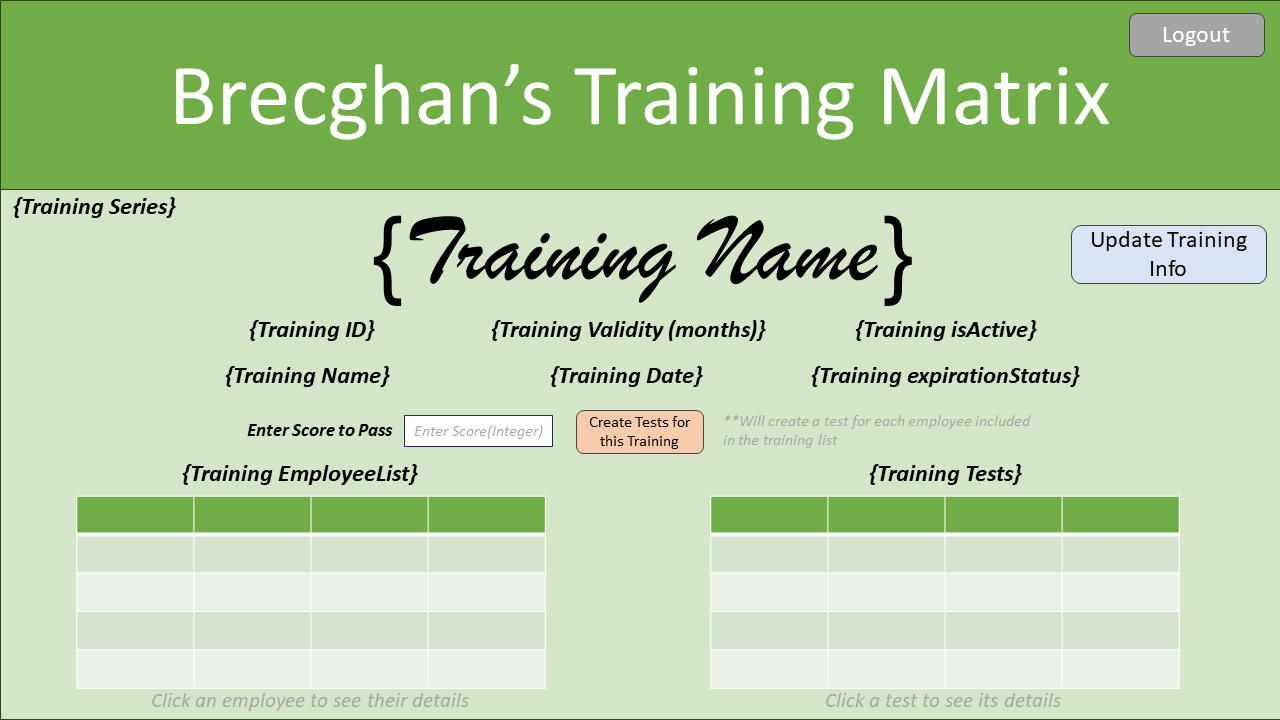 Logout
Brecghan’s Training Matrix
{Training Series}
{Training Name}
Update Training
Info
{Training ID}
{Training Validity (months)}
{Training isActive}
{Training Name}
{Training Date}
{Training expirationStatus}
Enter Score to Pass
Enter Score(Integer)
Create Tests for
this Training
**Will create a test for each employee included
in the training list
{Training EmployeeList}
{Training Tests}
Click an employee to see their details
Click a test to see its details